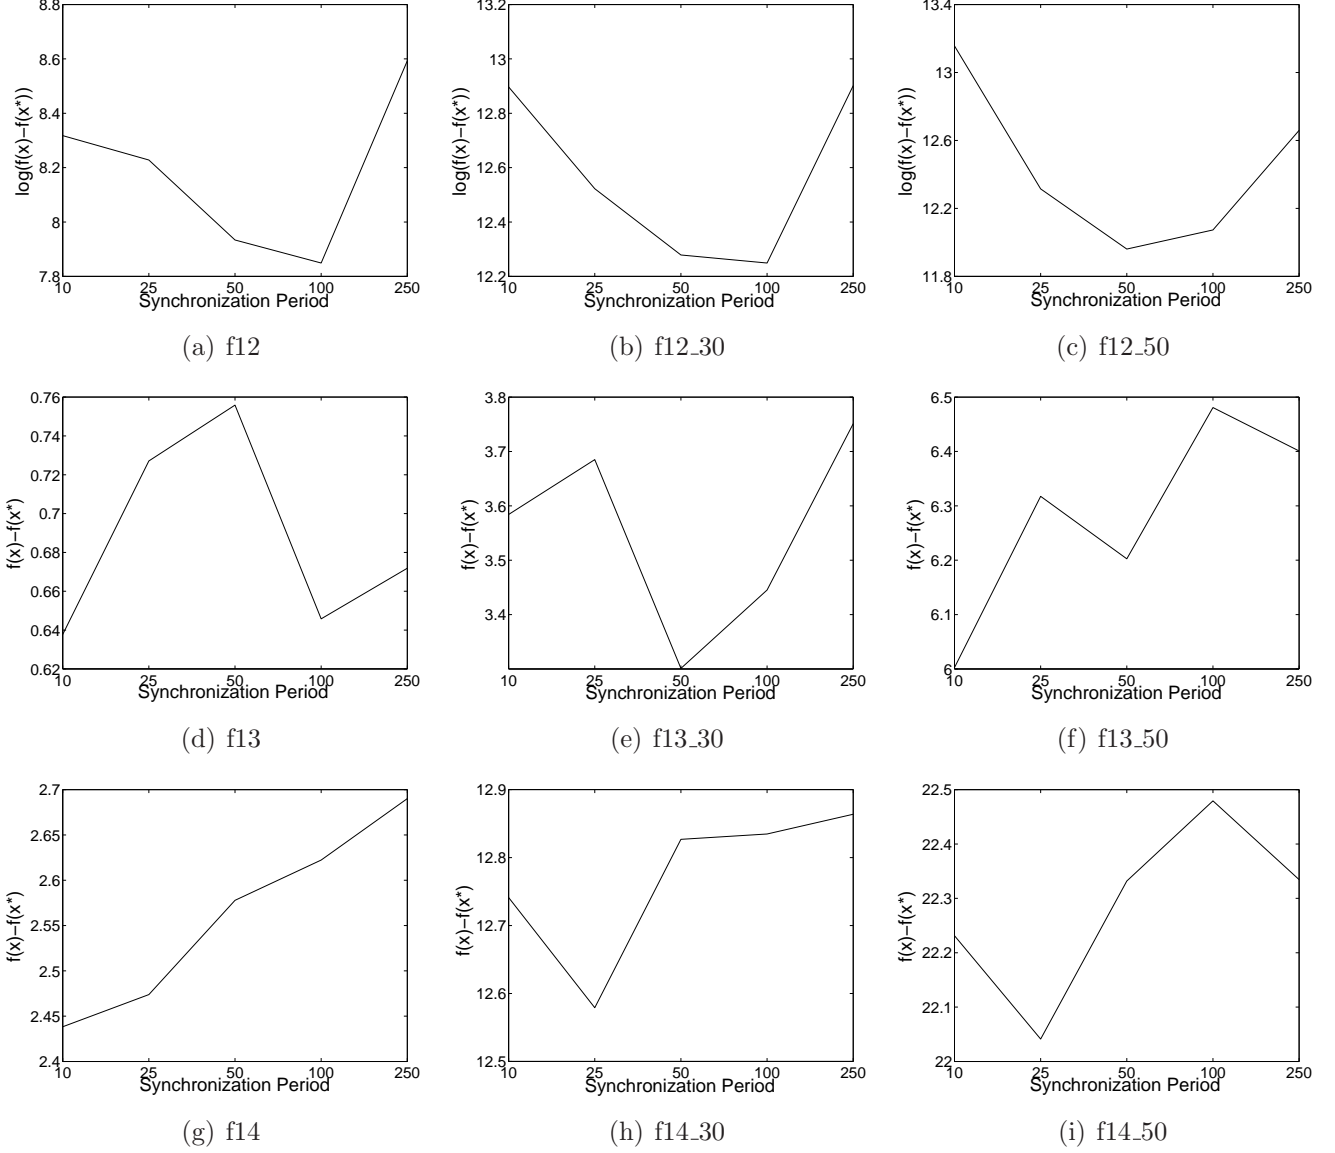 8.8
8.6
8.4
8.2
8
7.8
log(f(x)−f(x*))
10 25 50 100 250
Synchronization Period
(a) f12
13.2
13
12.8
12.6
12.4
12.2
log(f(x)−f(x*))
10 25 50 100 250
Synchronization Period
(b) f12_30
13.4
13
12.6
12.2
11.8
log(f(x)−f(x*))
10 25 50 100 250
Synchronization Period
(c) f12_50
0.76
0.74
0.72
0.7
0.68
0.66
0.64
0.62
f(x)−f(x*)
10 25 50 100 250
Synchronization Period
(d) f13
3.8
3.7
3.6
3.5
3.4
f(x)−f(x*)
10 25 50 100 250
Synchronization Period
(e) f13_30
6.5
6.4
6.3
6.2
6.1
6
f(x)−f(x*)
10 25 50 100 250
Synchronization Period
(f) f13_50
2.7
2.65
2.6
2.55
2.5
2.45
2.4
f(x)−f(x*)
10 25 50 100 250
Synchronization Period
(g) f14
12.9
12.8
12.7
12.6
12.5
f(x)−f(x*)
10 25 50 100 250
Synchronization Period
(h) f14_30
22.5
22.4
22.3
22.2
22.1
22
f(x)−f(x*)
10 25 50 100 250
Synchronization Period
(i) f14_50